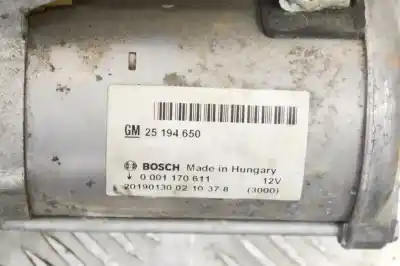 GM 25 194 650
BOSCH Made in Hungary
0 001 170 611 12V
20190130 02 10 37 8 (3000)